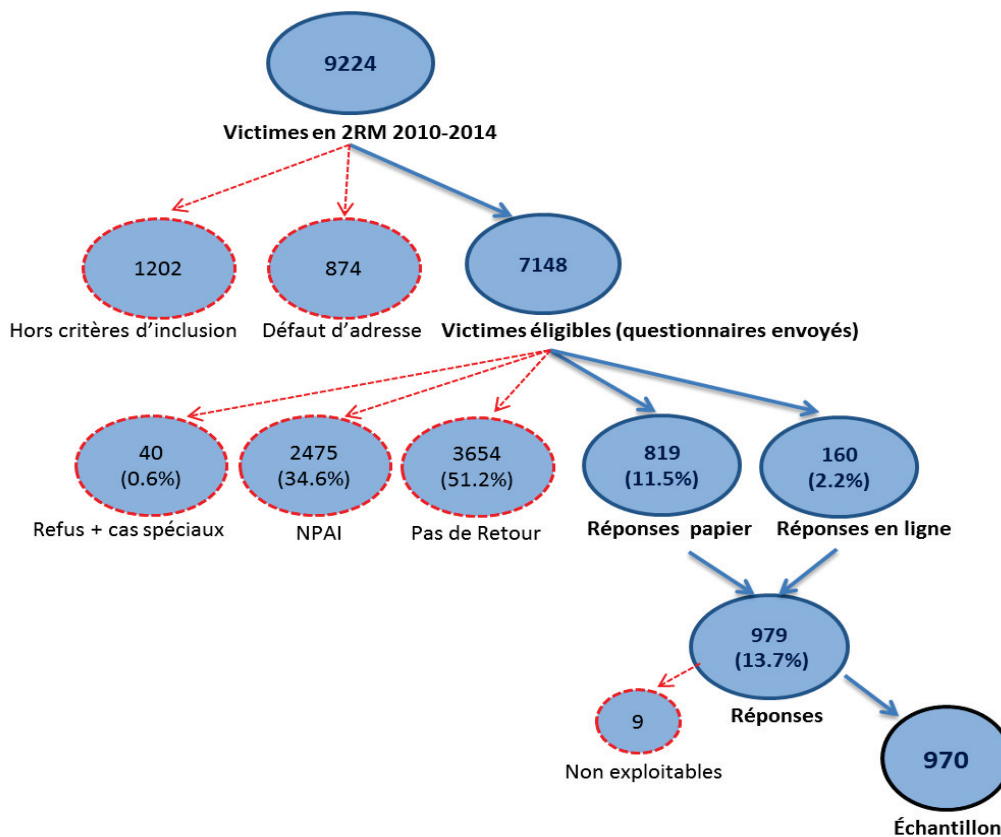 9224
Victimes en 2RM 2010-2014
1202
874
7148
Hors critères d'inclusion
Défaut d'adresse
Victimes éligibles (questionnaires envoyés)
40
(0.6%)
2475
(34.6%)
3654
(51.2%)
819
(11.5%)
160
(2.2%)
Refus + cas spéciaux
NPAI
Pas de Retour
Réponses papier
Réponses en ligne
979
(13.7%)
Réponses
9
Non exploitables
970
Échantillon